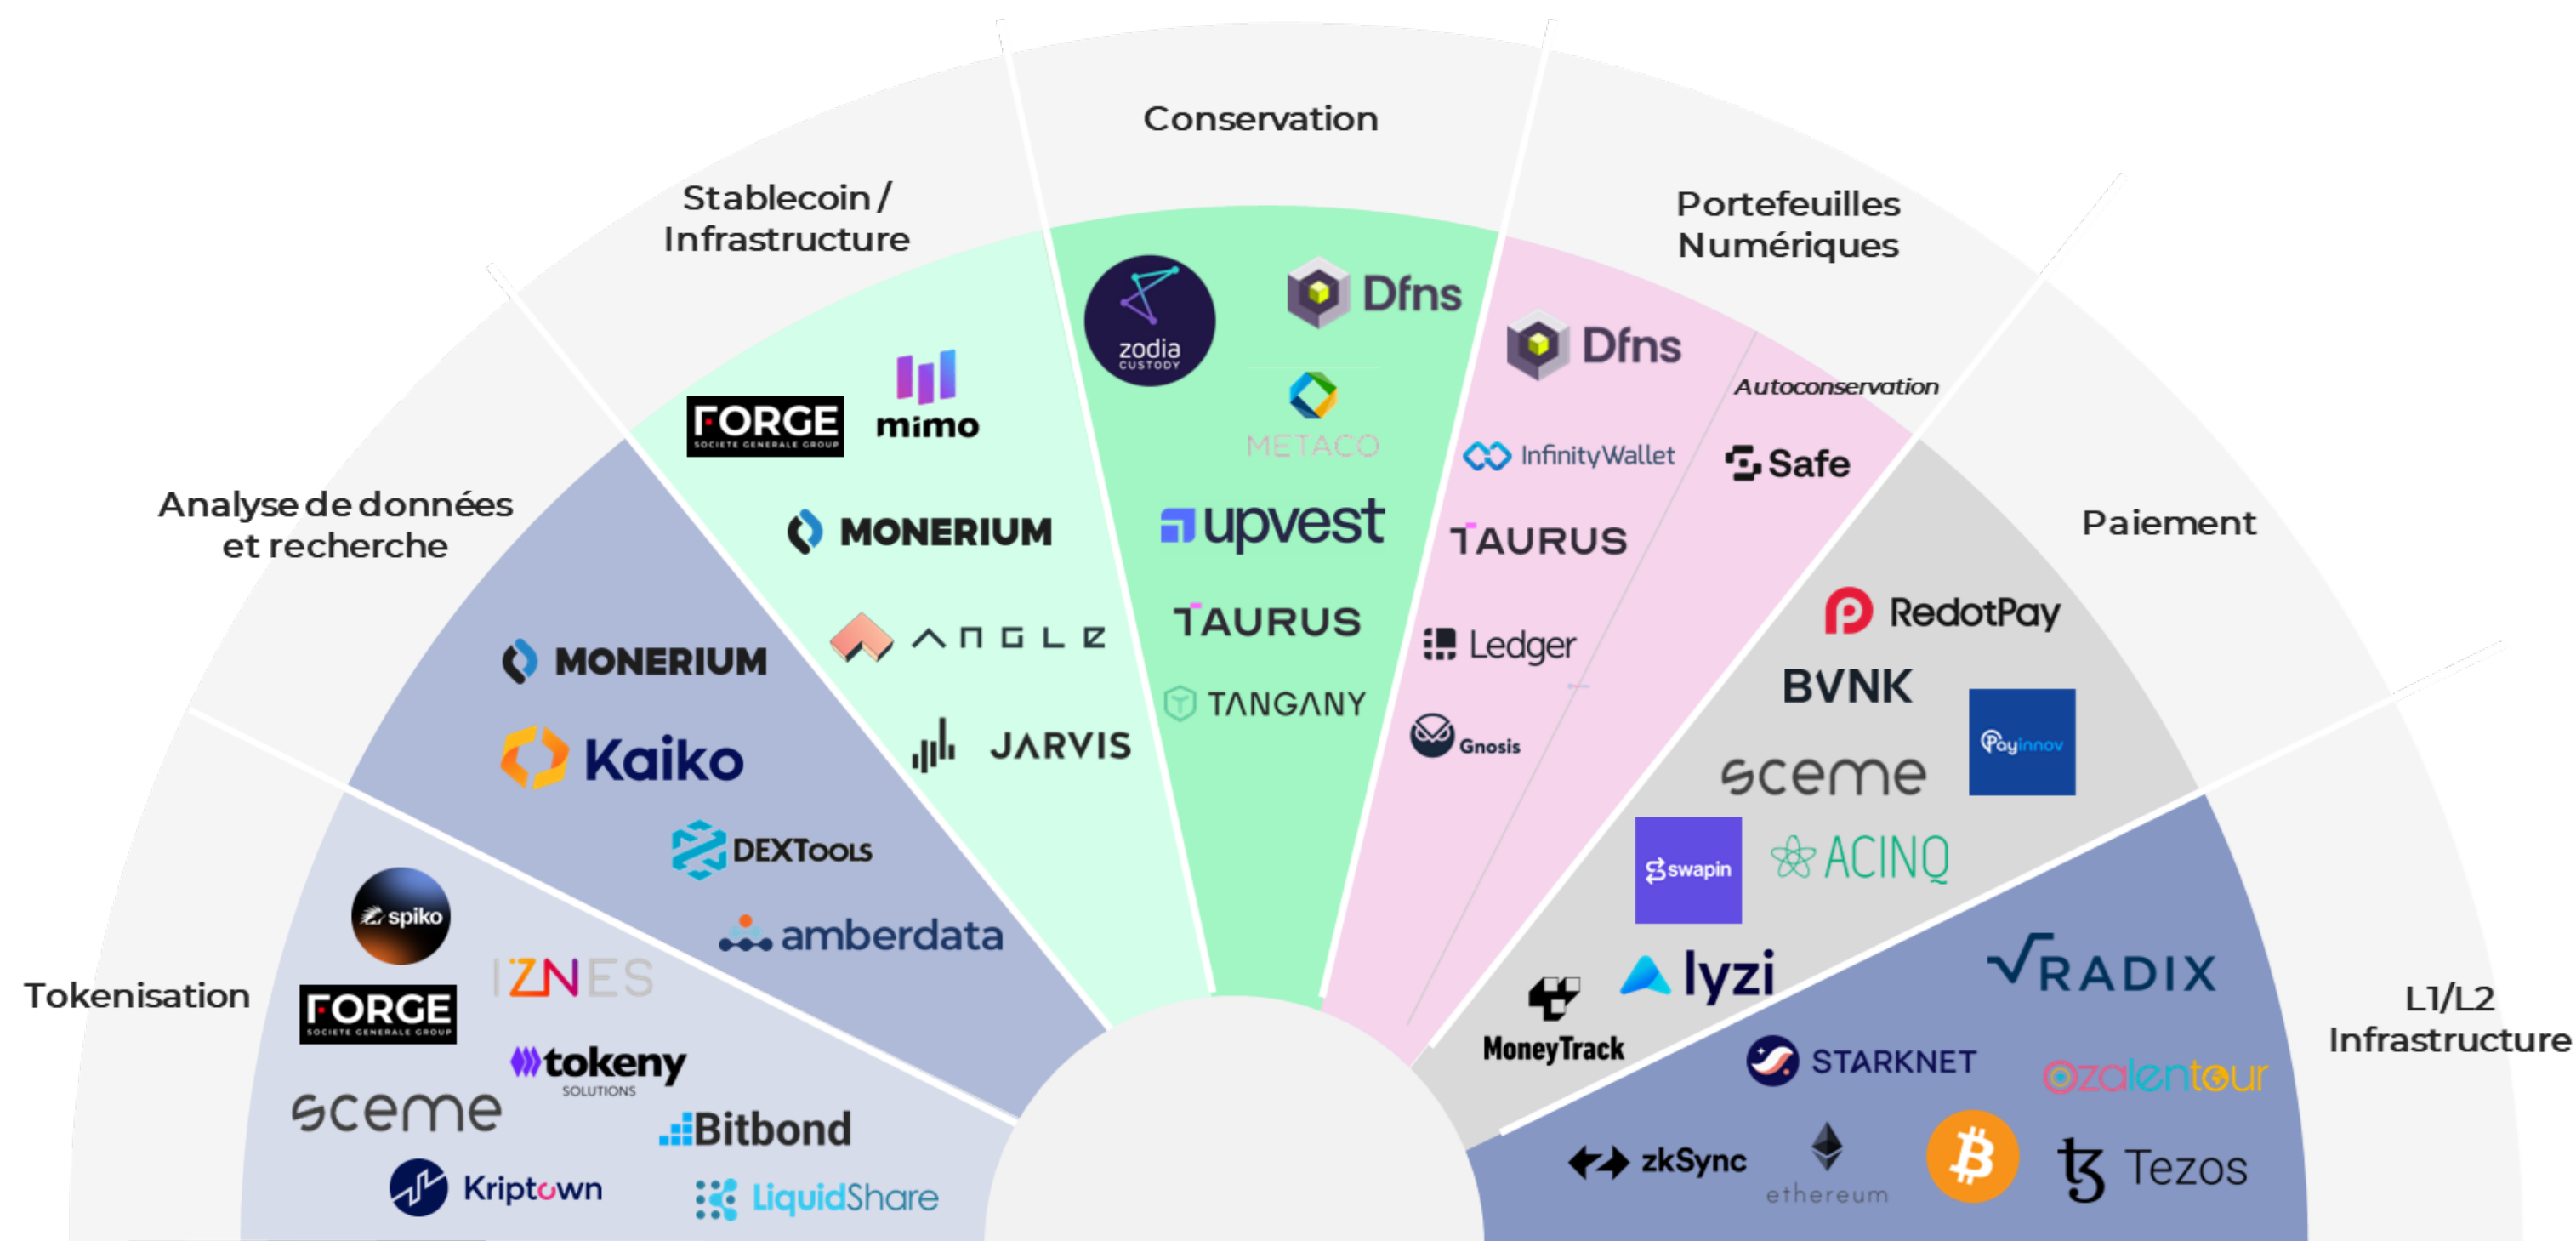 Tokenisation
spiko
IZNES
FORGE
SOCIETE GENERALE GROUP
tokeny
SOLUTIONS
sceme
Bitbond
Kriptown
LiquidShare
Analyse de données
et recherche
MONERIUM
Kaiko
DEXTools
amberdata
Stablecoin /
Infrastructure
mimo
FORGE
SOCIETE GENERALE GROUP
MONERIUM
ANGLE
JARVIS
Conservation
zodia
CUSTODY
Dfns
METACO
upvest
TAURUS
TANGANY
Portefeuilles
Numériques
Dfns
Autoconservation
InfinityWallet
Safe
TAURUS
Ledger
Gnosis
Paiement
RedotPay
BVNK
Payinnov
sceme
swapin
ACINQ
lyzi
MoneyTrack
L1/L2
Infrastructure
RADIX
STARKNET
Ozalentour
zkSync
ethereum
Tezos